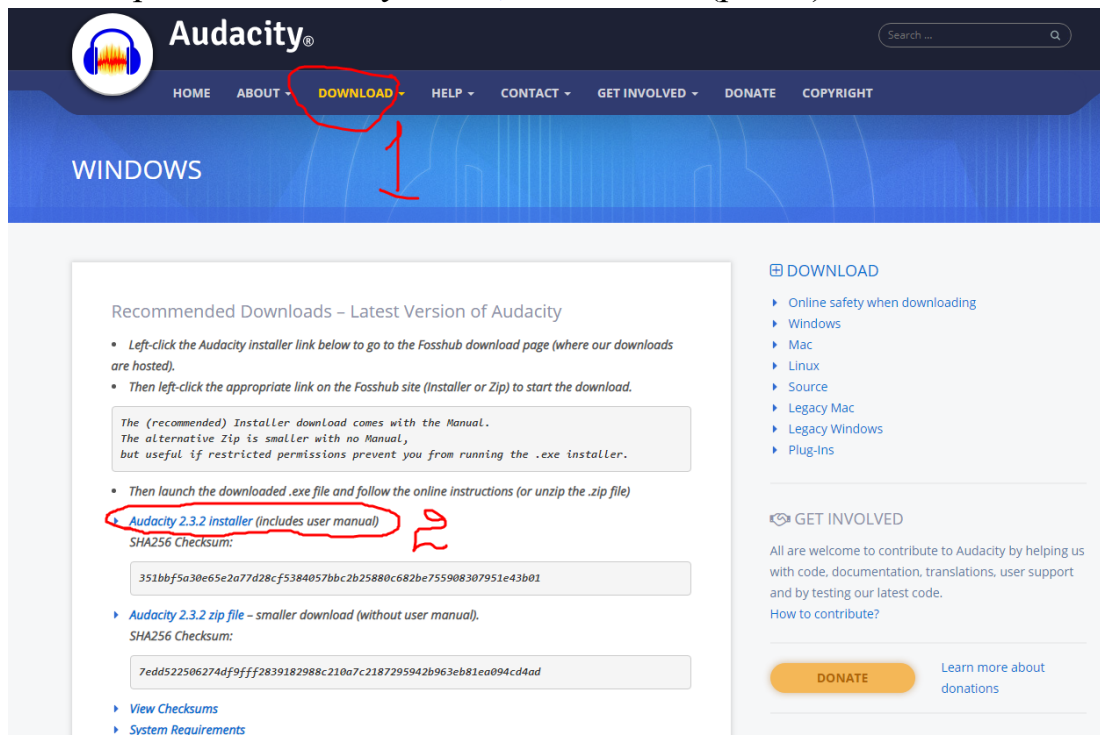 Audacity®
Search ...
HOME ABOUT DOWNLOAD HELP CONTACT GET INVOLVED DONATE COPYRIGHT
1
WINDOWS
Recommended Downloads – Latest Version of Audacity
• Left-click the Audacity installer link below to go to the Fosshub download page (where our downloads
are hosted).
• Then left-click the appropriate link on the Fosshub site (Installer or Zip) to start the download.
The (recommended) Installer download comes with the Manual.
The alternative Zip is smaller with no Manual,
but useful if restricted permissions prevent you from running the .exe installer.
• Then launch the downloaded .exe file and follow the online instructions (or unzip the .zip file)
Audacity 2.3.2 installer (includes user manual)
2
SHA256 Checksum:
351bbf5a30e65e2a77d28cf5384057bbc2b25880c682be755908307951e43b01
Audacity 2.3.2 zip file – smaller download (without user manual).
SHA256 Checksum:
7edd522506274df9fff2839182988c210a7c2187295942b963eb81ea094cd4ad
View Checksums
System Requirements
DOWNLOAD
Online safety when downloading
Windows
Mac
Linux
Source
Legacy Mac
Legacy Windows
Plug-Ins
GET INVOLVED
All are welcome to contribute to Audacity by helping us
with code, documentation, translations, user support
and by testing our latest code.
How to contribute?
DONATE
Learn more about
donations